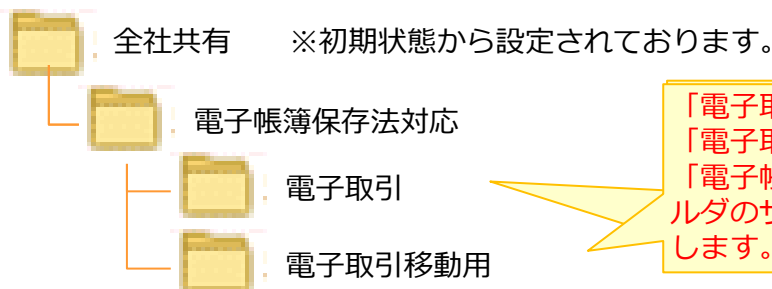 全社共有　　※初期状態から設定されております。
電子帳簿保存法対応
電子取引
電子取引移動用
「電子取
「電子取
「電子帳
ルダのサ
します。